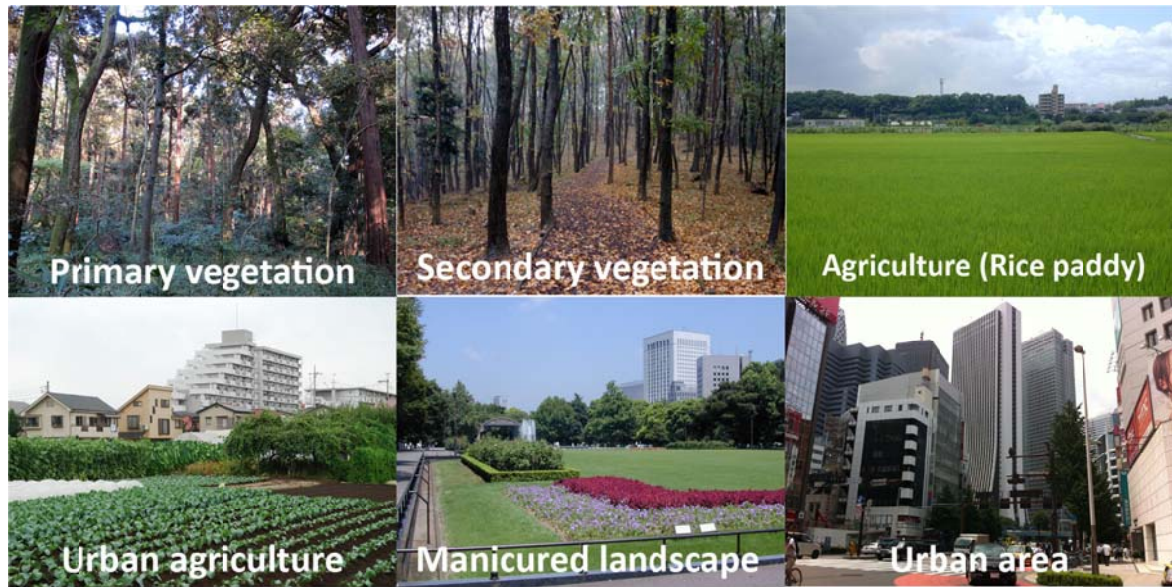 Primary vegetation
Secondary vegetation
Agriculture (Rice paddy)
Urban agriculture
Manicured landscape
Urban area